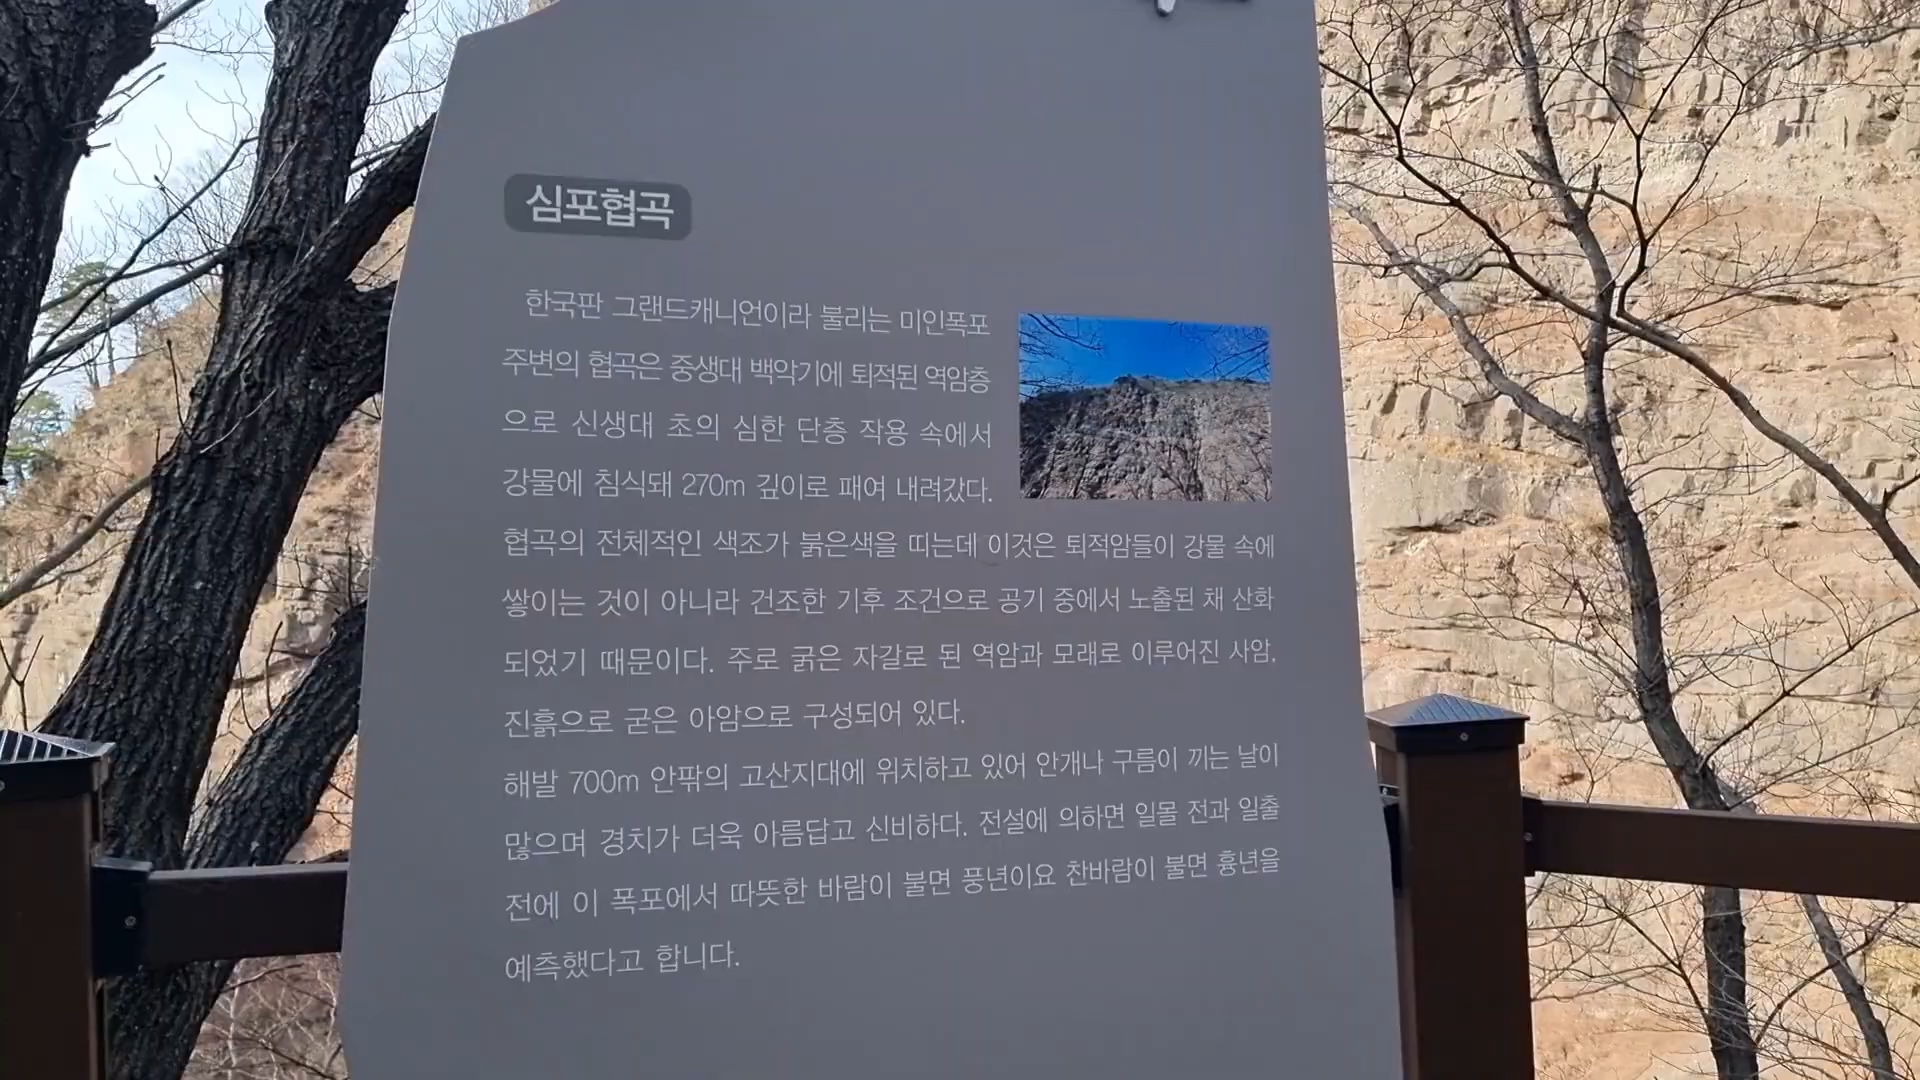 심포협곡
한국판 그랜드캐니언이라 불리는 미인폭포
주변의 협곡은 중생대 백악기에 퇴적된 역암층
으로 신생대 초의 심한 단층 작용 속에서
강물에 침식돼 270m 깊이로 패여 내려갔다.
협곡의 전체적인 색조가 붉은색을 띠는데 이것은 퇴적암들이 강물 속에
쌓이는 것이 아니라 건조한 기후 조건으로 공기 중에서 노출된 채 산화
되었기 때문이다. 주로 굵은 자갈로 된 역암과 모래로 이루어진 사암,
진흙으로 굳은 아암으로 구성되어 있다.
해발 700m 안팎의 고산지대에 위치하고 있어 안개나 구름이 끼는 날이
많으며 경치가 더욱 아름답고 신비하다. 전설에 의하면 일몰 전과 일출
전에 이 폭포에서 따뜻한 바람이 불면 풍년이요 찬바람이 불면 흉년을
예측했다고 합니다.